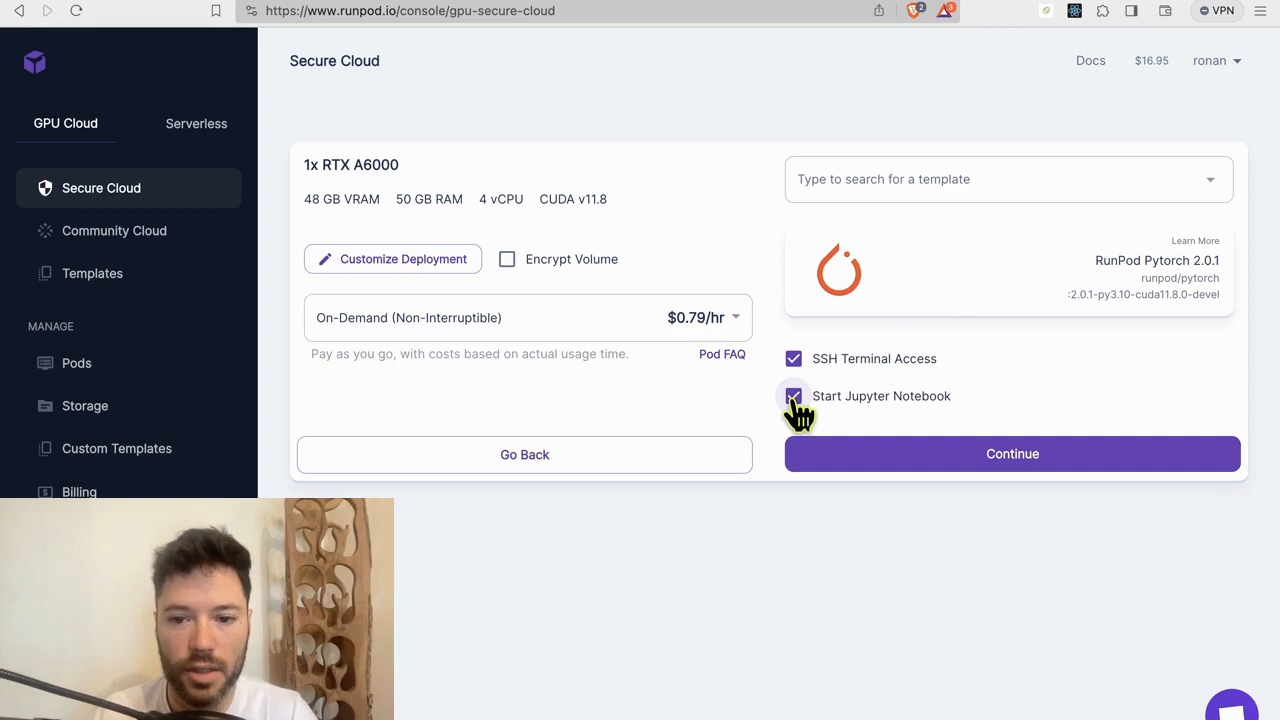 https://www.runpod.io/console/gpu-secure-cloud
2
3
VPN
Secure Cloud
Docs
$16.95
ronan
GPU Cloud
Serverless
Secure Cloud
Community Cloud
Templates
MANAGE
Pods
Storage
Custom Templates
Billing
1x RTX A6000
48 GB VRAM 50 GB RAM 4 vCPU CUDA v11.8
Customize Deployment
Encrypt Volume
On-Demand (Non-Interruptible) $0.79/hr
Pay as you go, with costs based on actual usage time. Pod FAQ
Go Back
Type to search for a template
Learn More
RunPod Pytorch 2.0.1
runpod/pytorch
:2.0.1-py3.10-cuda11.8.0-devel
SSH Terminal Access
Start Jupyter Notebook
Continue